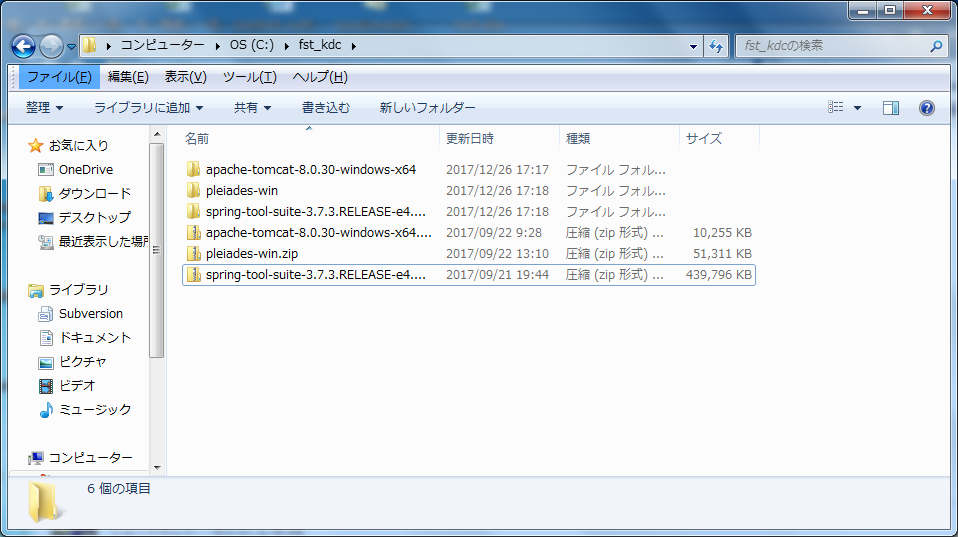 コンピューター ▸ OS (C:) ▸ fst_kdc ▸
fst_kdcの検索
ファイル(F) 編集(E) 表示(V) ツール(T) ヘルプ(H)
整理 ライブラリに追加 共有 書き込む 新しいフォルダー
名前 更新日時 種類 サイズ
お気に入り
OneDrive
ダウンロード
デスクトップ
最近表示した場所
ライブラリ
Subversion
ドキュメント
ピクチャ
ビデオ
ミュージック
コンピューター
apache-tomcat-8.0.30-windows-x64 2017/12/26 17:17 ファイル フォル...
pleiades-win 2017/12/26 17:18 ファイル フォル...
spring-tool-suite-3.7.3.RELEASE-e4.... 2017/12/26 17:18 ファイル フォル...
apache-tomcat-8.0.30-windows-x64.... 2017/09/22 9:28 圧縮 (zip 形式) ... 10,255 KB
pleiades-win.zip 2017/09/22 13:10 圧縮 (zip 形式) ... 51,311 KB
spring-tool-suite-3.7.3.RELEASE-e4.... 2017/09/21 19:44 圧縮 (zip 形式) ... 439,796 KB
6 個の項目